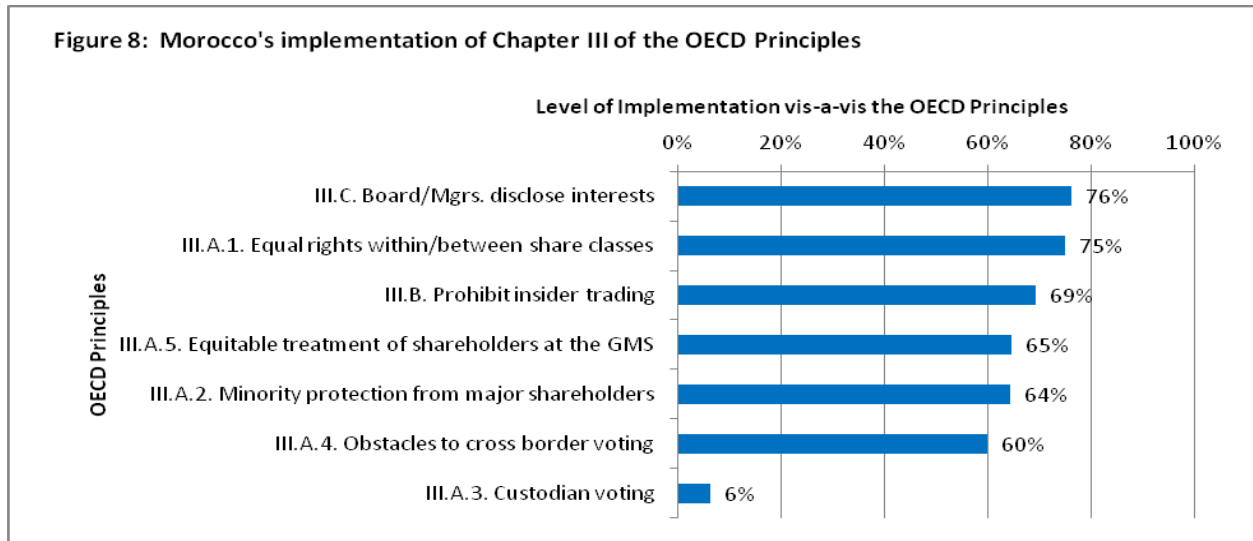 Figure 8: Morocco's implementation of Chapter III of the OECD Principles
Level of Implementation vis-a-vis the OECD Principles
0% 20% 40% 60% 80% 100%
OECD Principles
III.C. Board/Mgrs. disclose interests 76%
III.A.1. Equal rights within/between share classes 75%
III.B. Prohibit insider trading 69%
III.A.5. Equitable treatment of shareholders at the GMS 65%
III.A.2. Minority protection from major shareholders 64%
III.A.4. Obstacles to cross border voting 60%
III.A.3. Custodian voting 6%